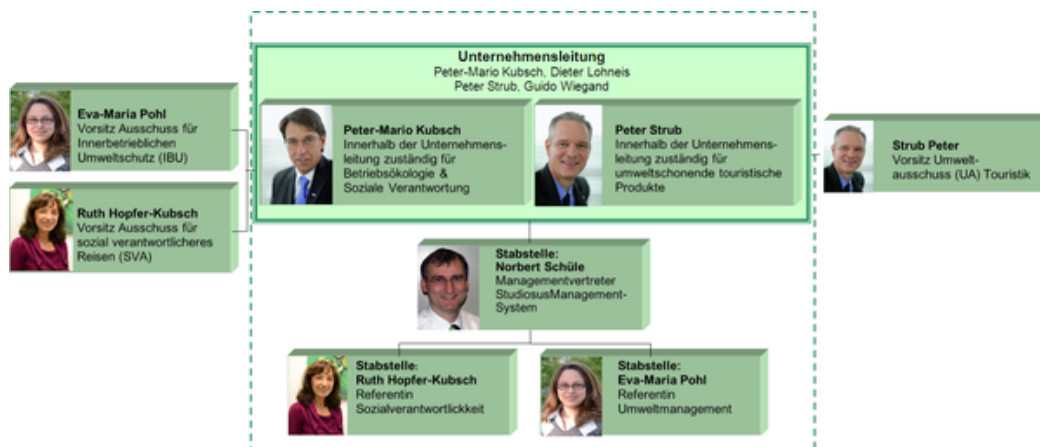 Unternehmensleitung
Peter-Mario Kubsch, Dieter Lohneis
Peter Strub, Guido Wiegand
Eva-Maria Pohl
Vorsitz Ausschuss für
Innerbetrieblichen
Umweltschutz (IBU)
Ruth Hopfer-Kubsch
Vorsitz Ausschuss für
sozial verantwortlicheres
Reisen (SVA)
Peter-Mario Kubsch
Innerhalb der Unternehmens-
leitung zuständig für
Betriebsökologie &
Soziale Verantwortung
Peter Strub
Innerhalb der Unternehmens-
leitung zuständig für
umweltschonende touristische
Produkte
Strub Peter
Vorsitz Umwelt-
ausschuss (UA) Touristik
Stabstelle:
Norbert Schüle
Managementvertreter
StudiosusManagement-
System
Stabstelle:
Ruth Hopfer-Kubsch
Referentin
Sozialverantwortlickkeit
Stabstelle:
Eva-Maria Pohl
Referentin
Umweltmanagement